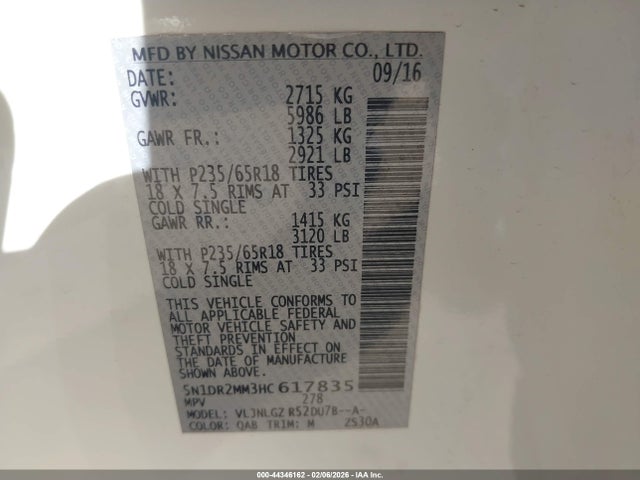 MFD BY NISSAN MOTOR CO., LTD.
DATE: 09/16
GVWR: 2715 KG
5986 LB
GAWR FR.: 1325 KG
2921 LB
WITH P235/65R18 TIRES
18 X 7.5 RIMS AT 33 PSI
COLD SINGLE
GAWR RR.: 1415 KG
3120 LB
WITH P235/65R18 TIRES
18 X 7.5 RIMS AT 33 PSI
COLD SINGLE
THIS VEHICLE CONFORMS TO
ALL APPLICABLE FEDERAL
MOTOR VEHICLE SAFETY AND
THEFT PREVENTION
STANDARDS IN EFFECT ON
THE DATE OF MANUFACTURE
SHOWN ABOVE.
5N1DR2MM3HC617835
MPV 278
MODEL: VLJNLGZ R52DU7B--A-
COLOR: QAB TRIM: M ZS30A
000-44346162 - 02/06/2026 - IAA Holdings, LLC.